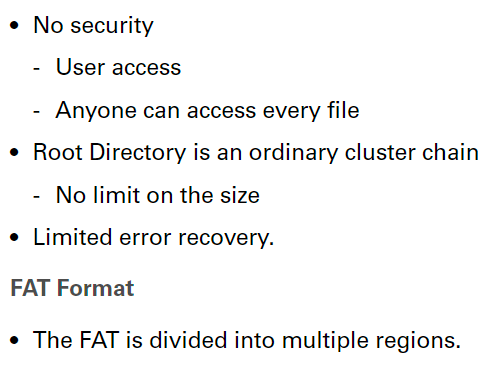 • No security
- User access
- Anyone can access every file
• Root Directory is an ordinary cluster chain
- No limit on the size
• Limited error recovery.
FAT Format
• The FAT is divided into multiple regions.